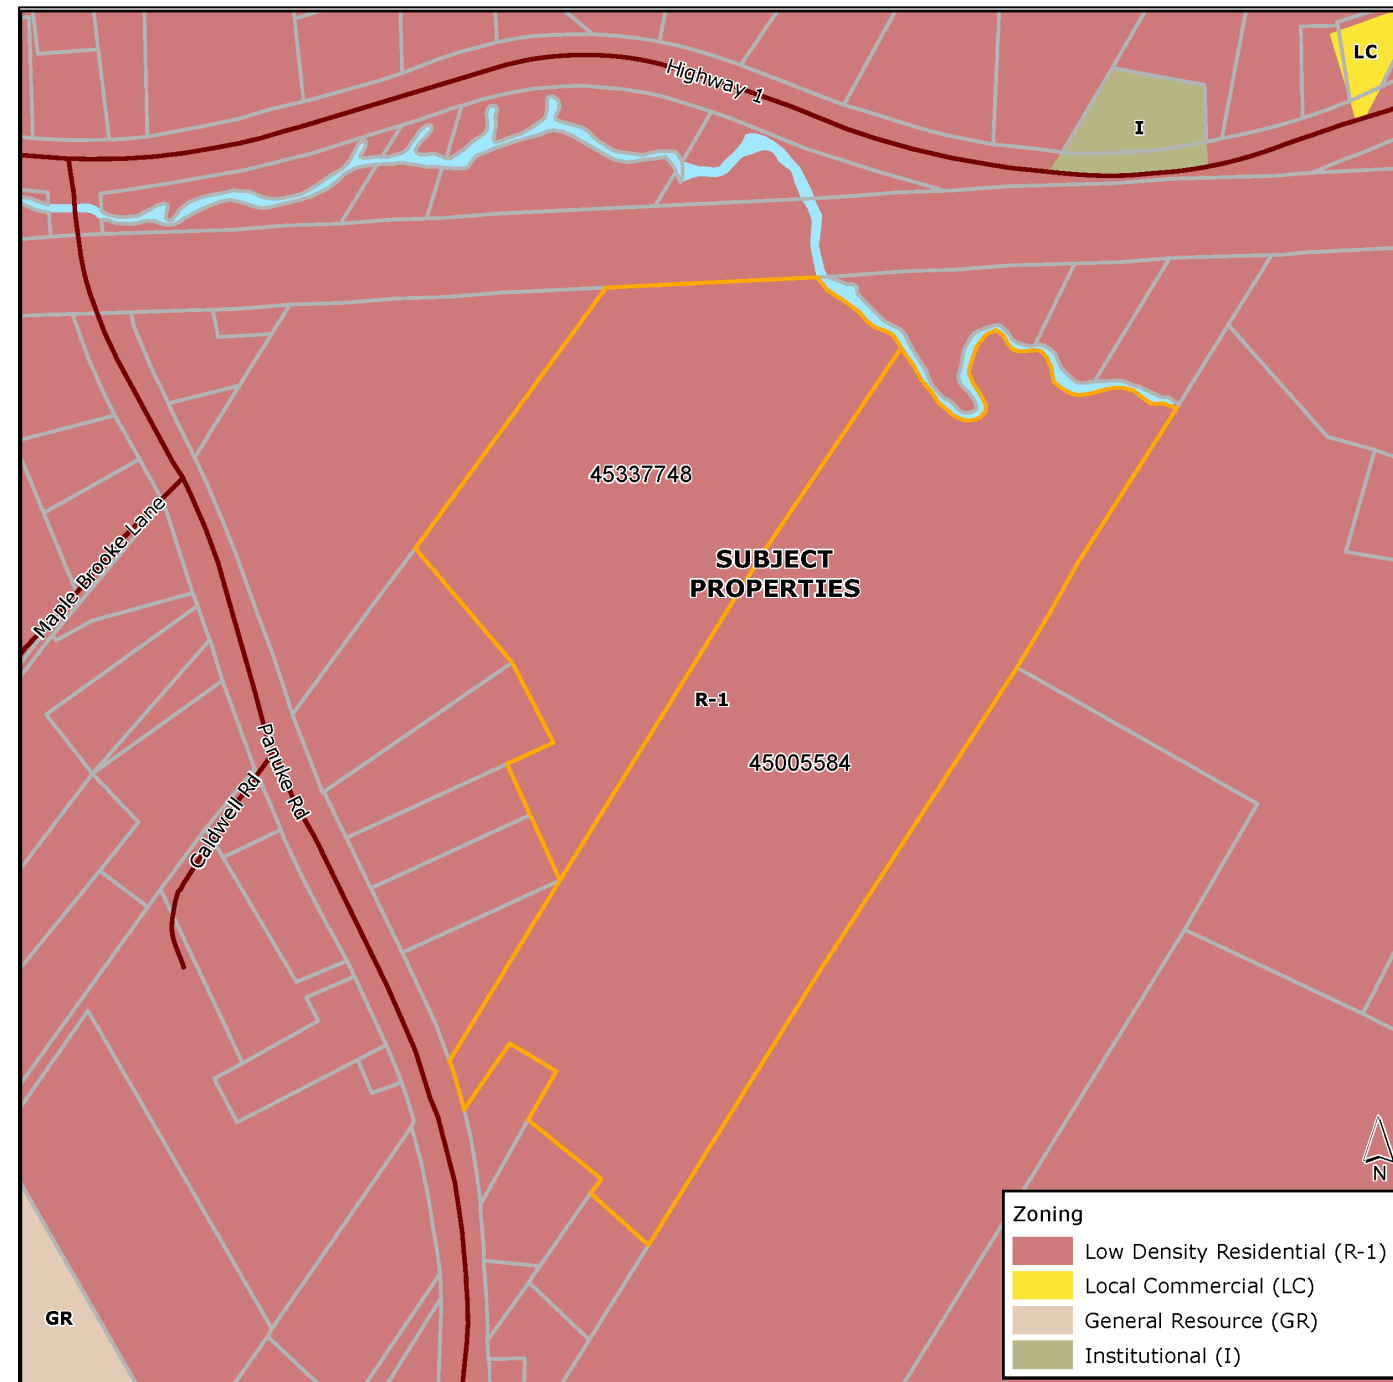 LC
Highway 1
I
45337748
Maple Brooke Lane
SUBJECT
PROPERTIES
R-1
45005584
Panuke Rd
Caldwell Rd
N
GR
Zoning
Low Density Residential (R-1)
Local Commercial (LC)
General Resource (GR)
Institutional (I)